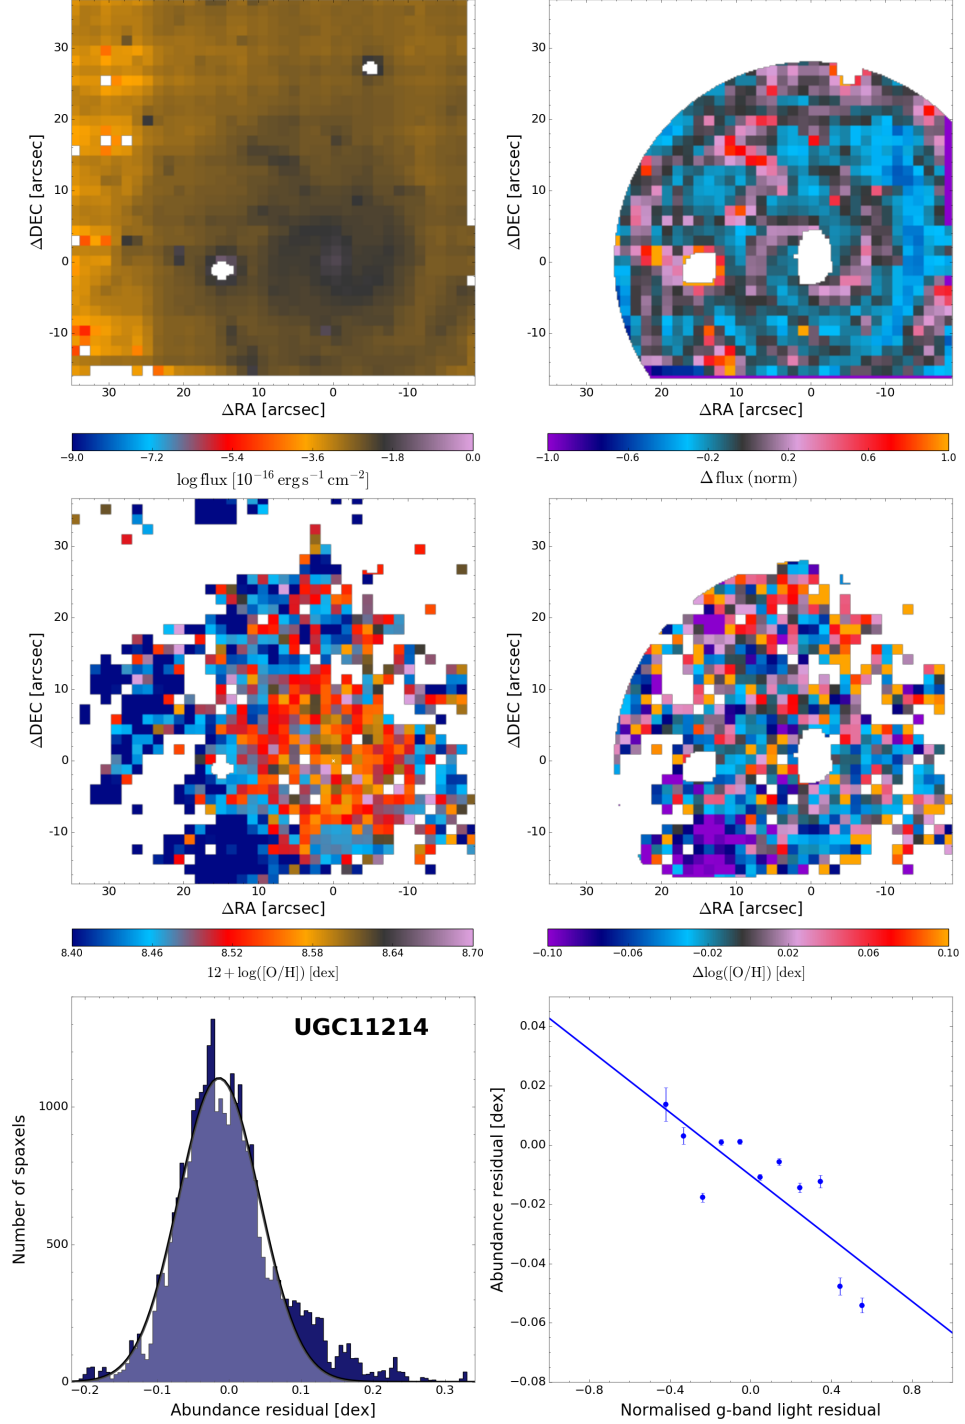 30
20
10
0
-10
ΔDEC [arcsec]
30 20 10 0 -10
ΔRA [arcsec]
-9.0 -7.2 -5.4 -3.6 -1.8 0.0
log flux [10⁻¹⁶ erg s⁻¹ cm⁻²]
30
20
10
0
-10
ΔDEC [arcsec]
30 20 10 0 -10
ΔRA [arcsec]
-1.0 -0.6 -0.2 0.2 0.6 1.0
Δ flux (norm)
30
20
10
0
-10
ΔDEC [arcsec]
30 20 10 0 -10
ΔRA [arcsec]
8.40 8.46 8.52 8.58 8.64 8.70
12 + log([O/H]) [dex]
30
20
10
0
-10
ΔDEC [arcsec]
30 20 10 0 -10
ΔRA [arcsec]
-0.10 -0.06 -0.02 0.02 0.06 0.10
Δlog([O/H]) [dex]
UGC11214
1000
500
0
Number of spaxels
−0.2 −0.1 0.0 0.1 0.2 0.3
Abundance residual [dex]
0.04
0.02
0.00
−0.02
−0.04
−0.06
−0.08
Abundance residual [dex]
−0.8 −0.4 0.0 0.4 0.8
Normalised g-band light residual